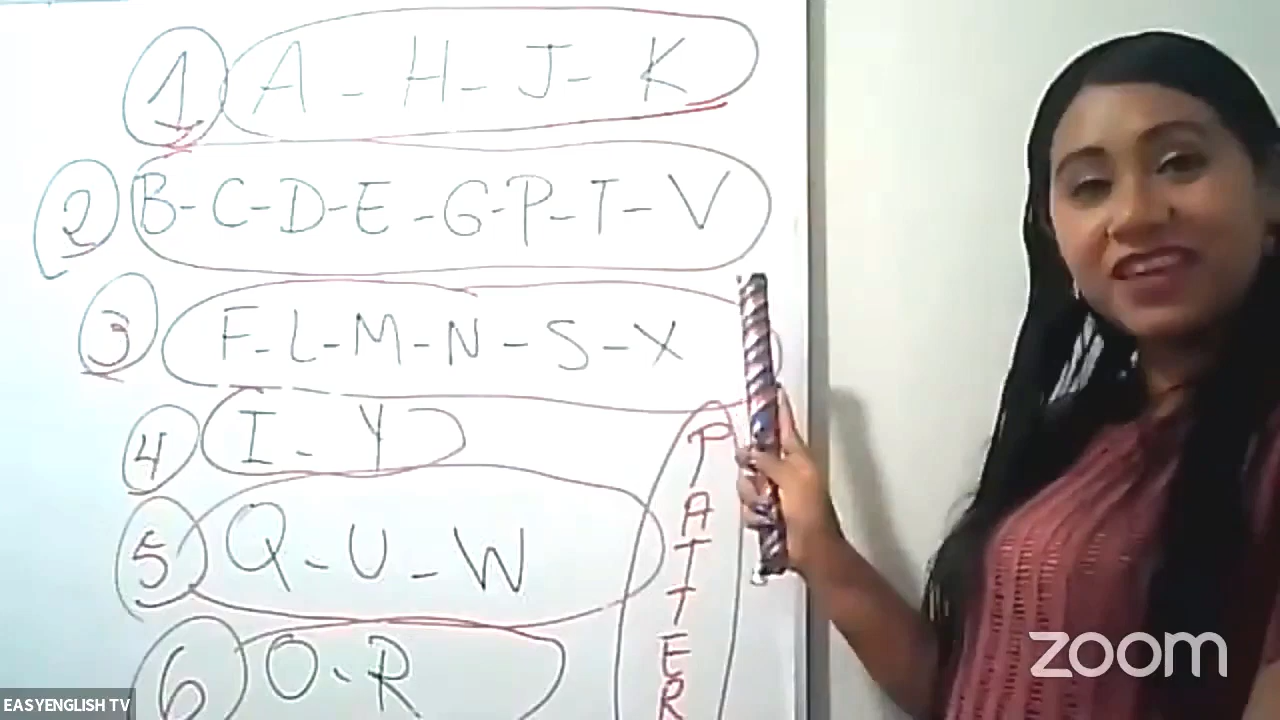 1 A - H - J - K
2 B - C - D - E - G - P - T - V
3 F - L - M - N - S - X
4 I - Y
5 Q - U - W
6 O - R
PATTER
zoom
EASYENGLISH TV